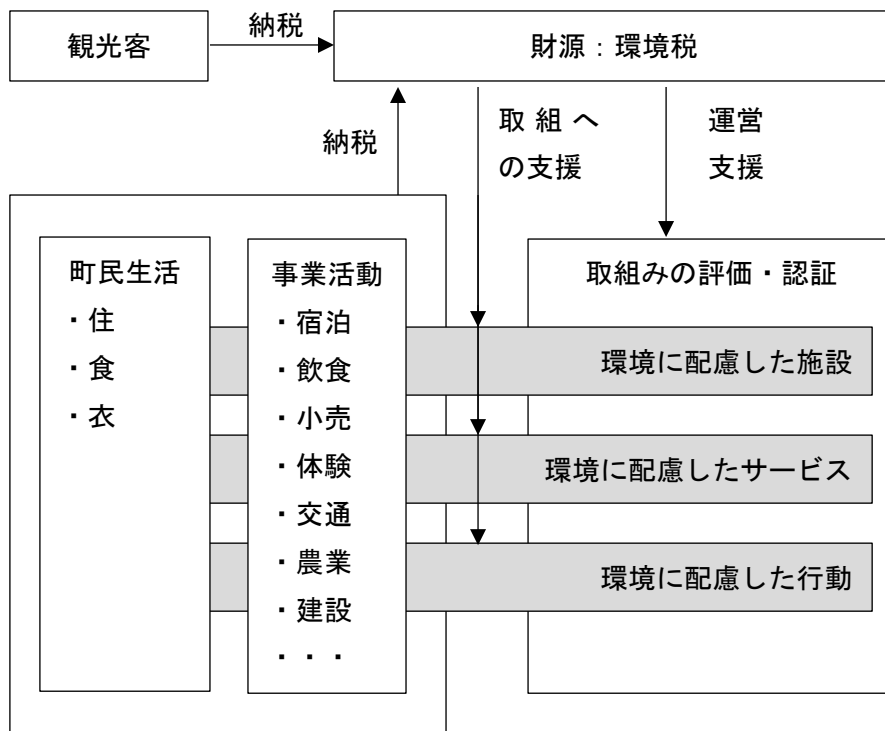 観光客
納税
財源：環境税
納税
取組へ
の支援
運営
支援
町民生活
・住
・食
・衣
事業活動
・宿泊
・飲食
・小売
・体験
・交通
・農業
・建設
・・・
取組みの評価・認証
環境に配慮した施設
環境に配慮したサービス
環境に配慮した行動